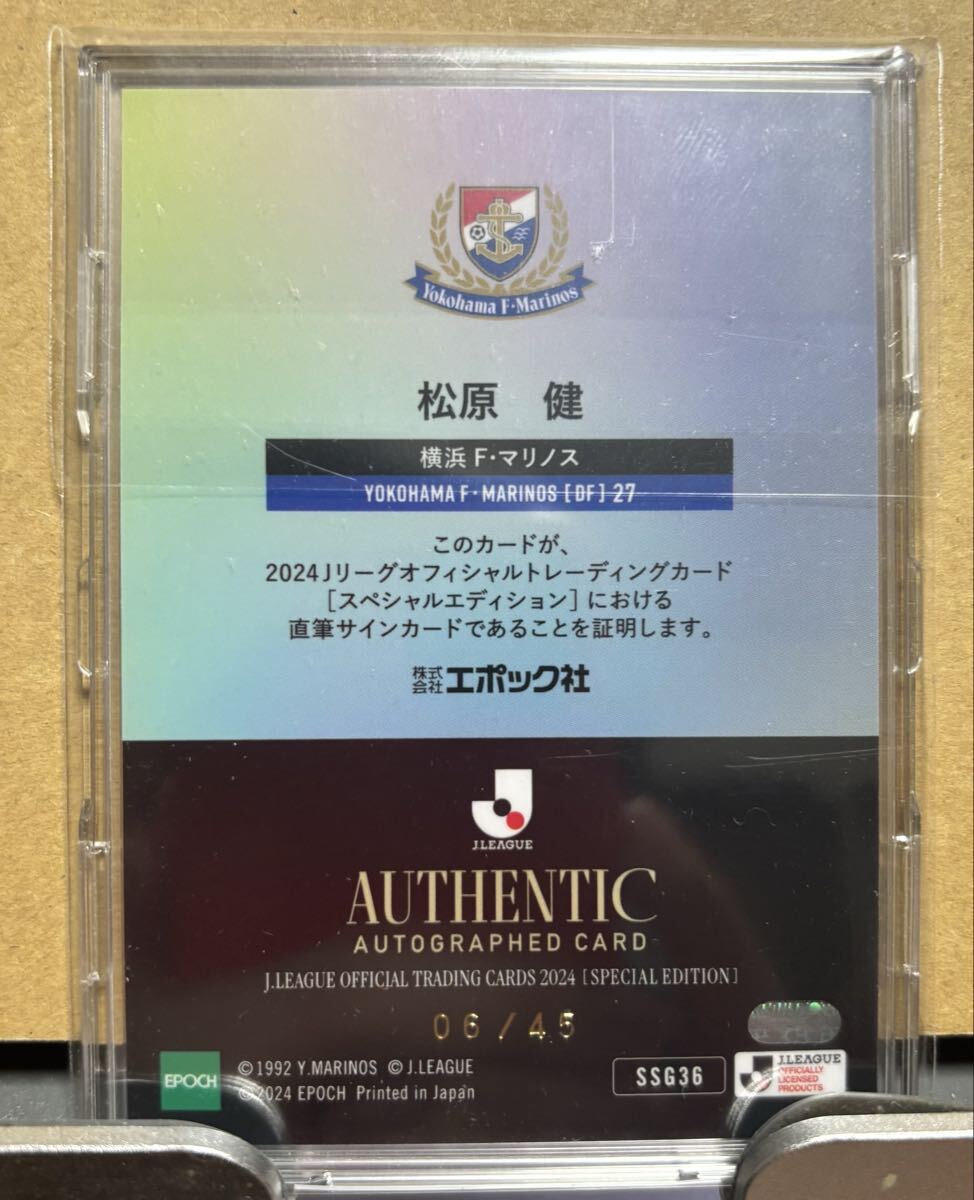 Yokohama F·Marinos
松原 健
横浜 F・マリノス
YOKOHAMA F・MARINOS [DF] 27
このカードが、
2024Jリーグオフィシャルトレーディングカード
[スペシャルエディション]における
直筆サインカードであることを証明します。
株式会社エポック社
J.LEAGUE
AUTHENTIC
AUTOGRAPHED CARD
J.LEAGUE OFFICIAL TRADING CARDS 2024 [SPECIAL EDITION]
06/45
EPOCH
©1992 Y.MARINOS ©J.LEAGUE
©2024 EPOCH Printed in Japan
SSG36
J.LEAGUE
OFFICIALLY
LICENSED
PRODUCTS